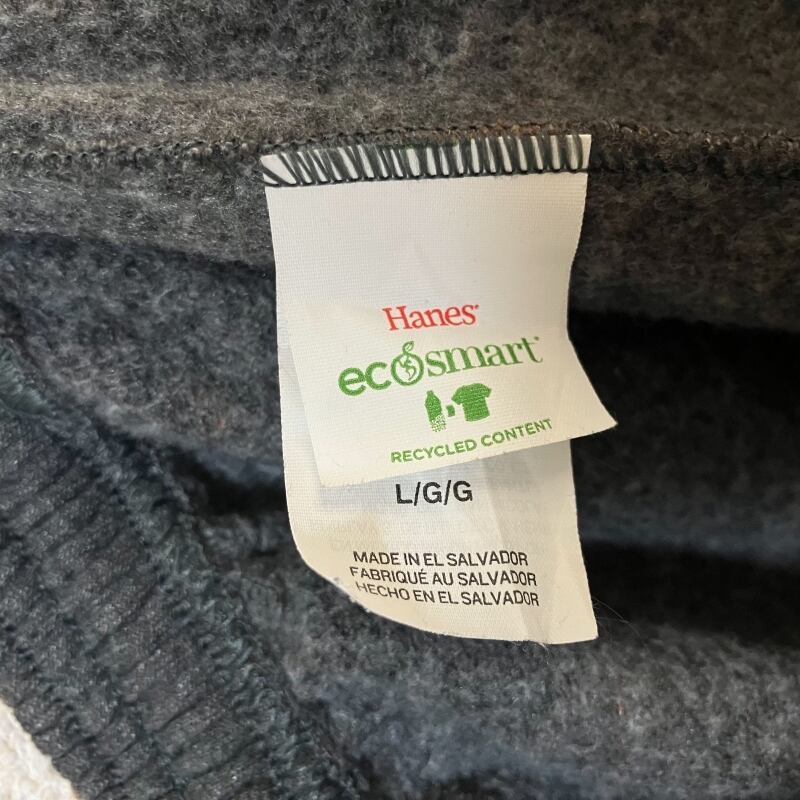 Hanes
ecosmart
RECYCLED CONTENT
L/G/G
MADE IN EL SALVADOR
FABRIQUÉ AU SALVADOR
HECHO EN EL SALVADOR